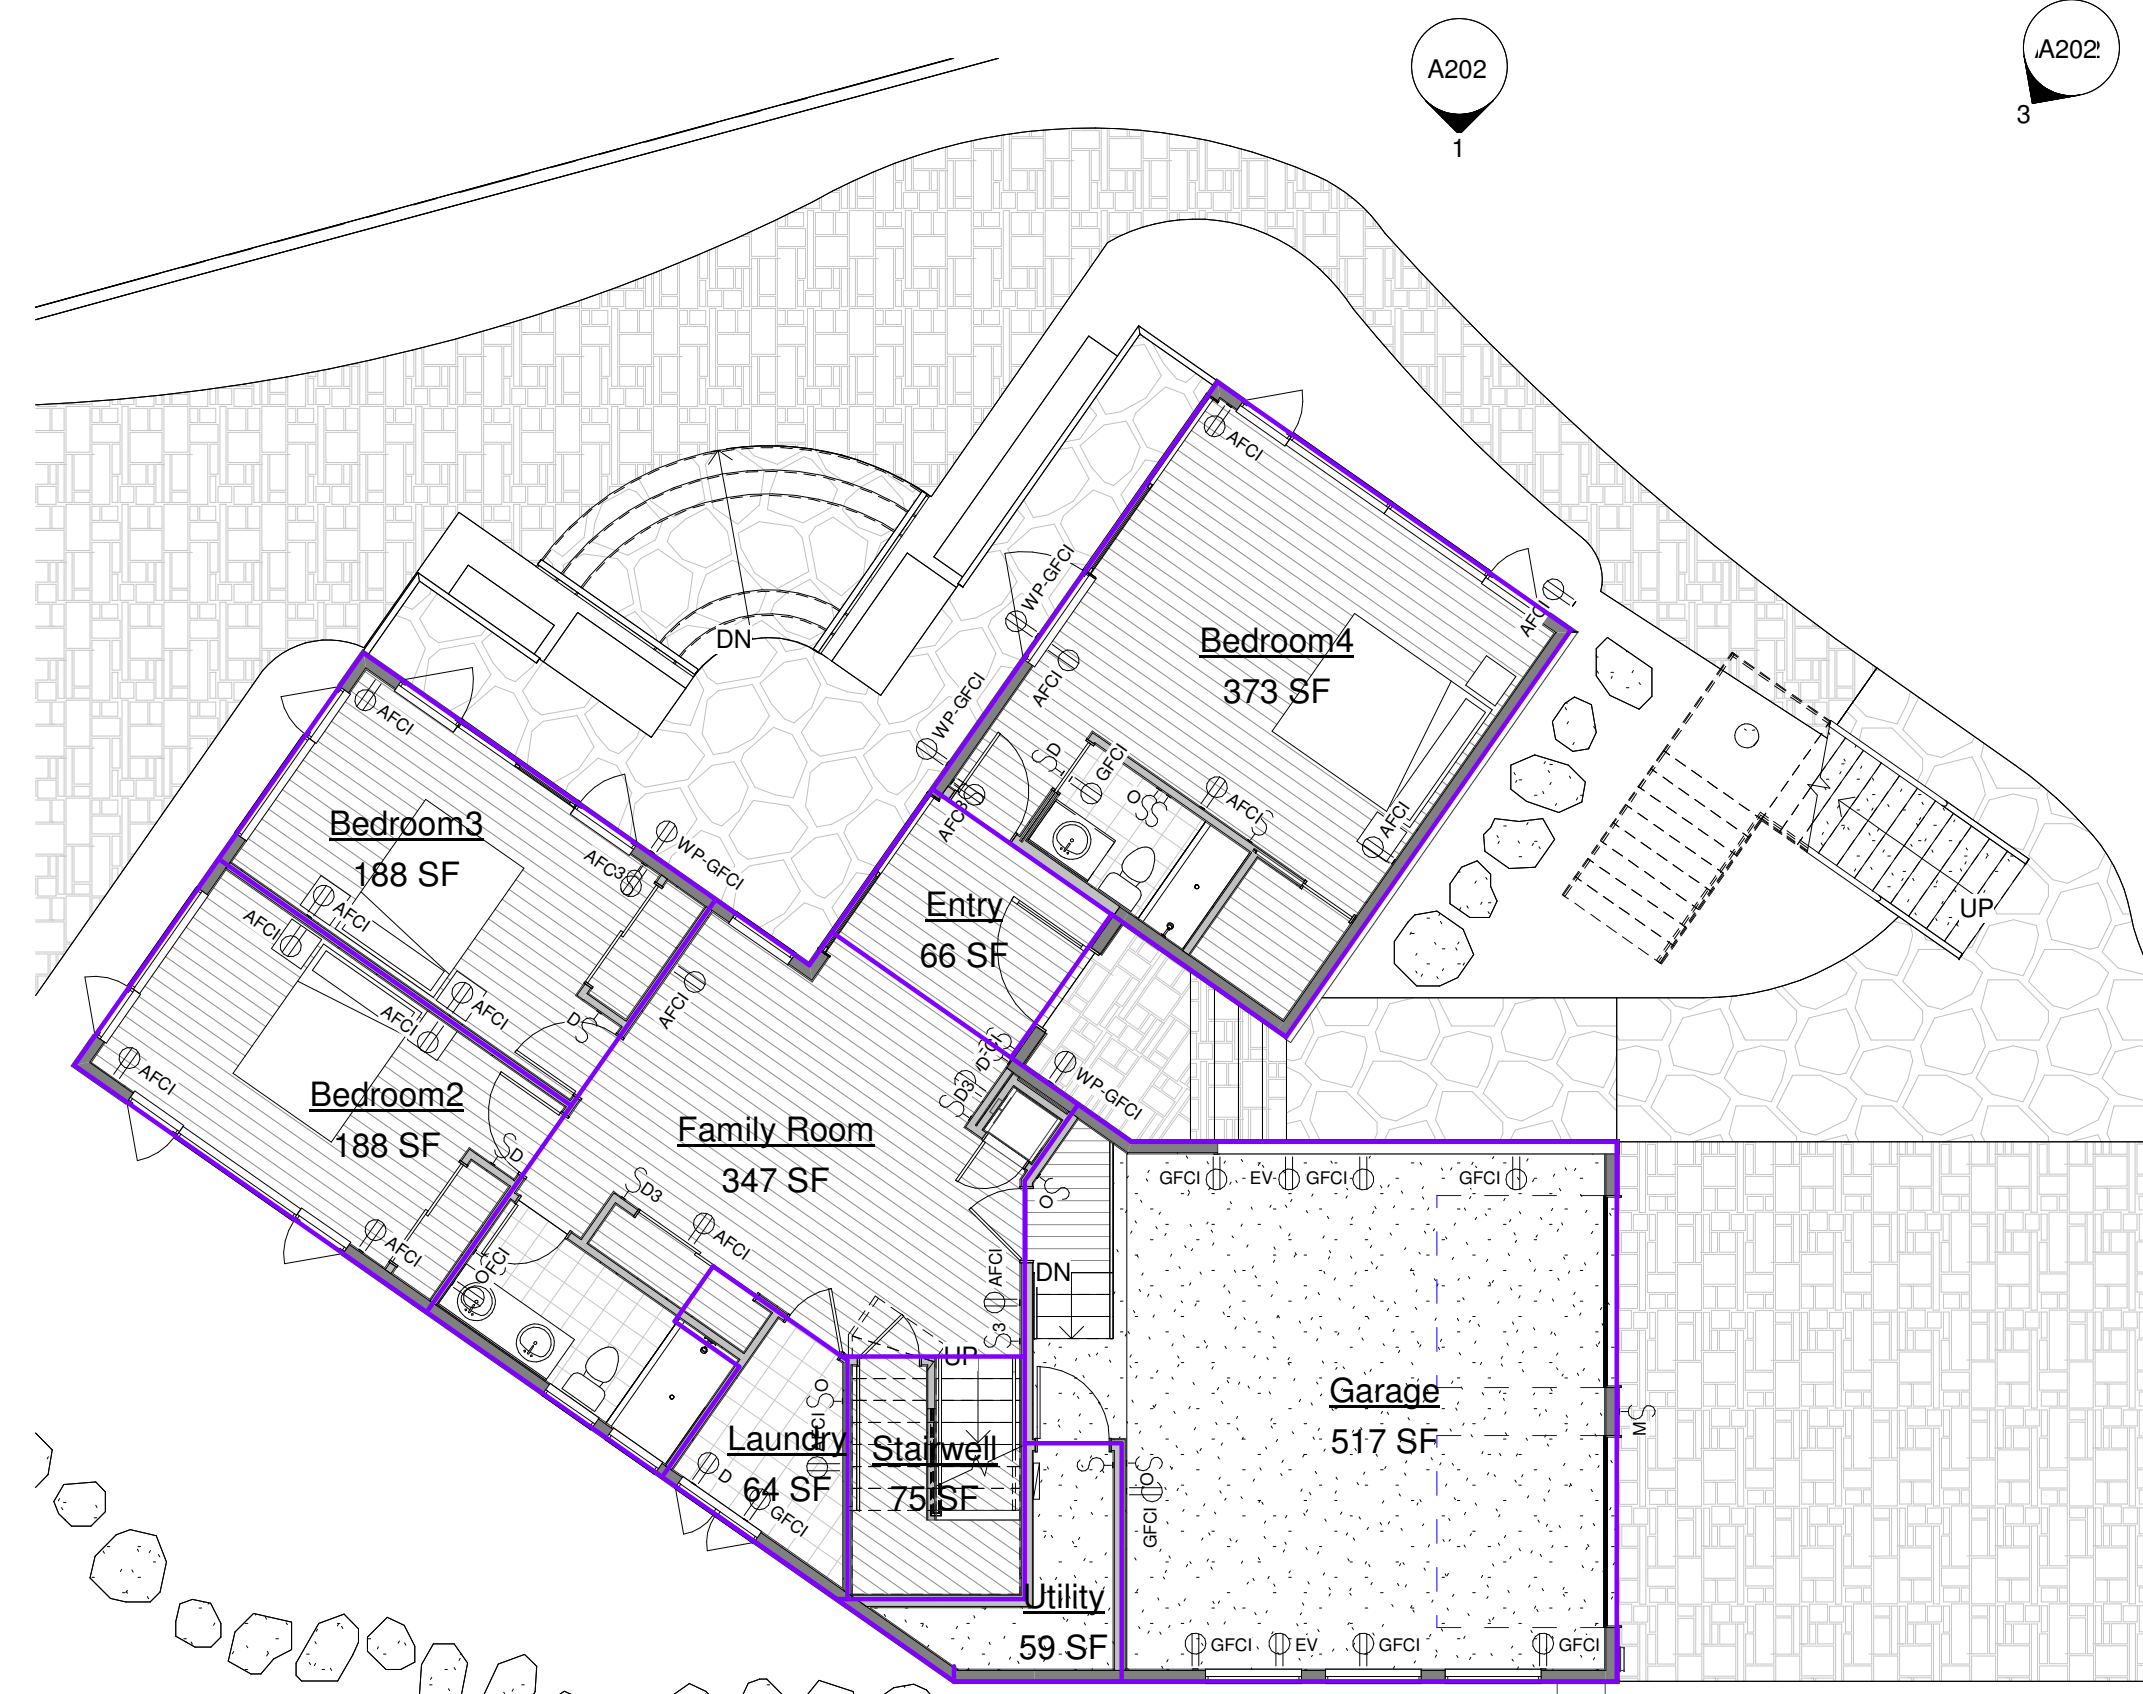 A202
1
A202
3
AFCI
WP-GFCI
AFCI
DN
Bedroom4
373 SF
AFCI
WP-GFCI
AFCI
D
GFCI
O
AFCI
AFCI
Bedroom3
188 SF
AFC3
WP-GFCI
AFC3
AFCI
AFCI
Entry
66 SF
UP
AFCI
AFCI
AFCI
D
D3
WP-GFCI
AFCI
Bedroom2
188 SF
D
Family Room
347 SF
D3
AFCI
O
GFCI
EV
GFCI
GFCI
AFCI
AFCI
DN
3
UP
O
Garage
517 SF
M
Laundry
64 SF
Stairwell
75 SF
D
GFCI
O
GFCI
Utility
59 SF
GFCI
EV
GFCI
GFCI